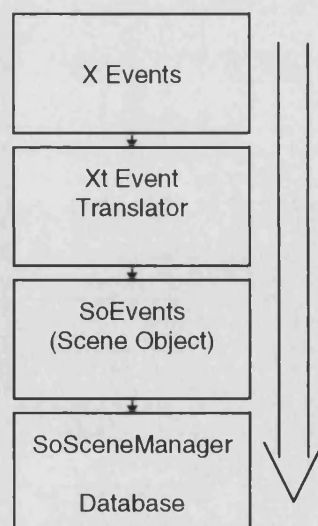 X Events
Xt Event
Translator
SoEvents
(Scene Object)
SoSceneManager
Database